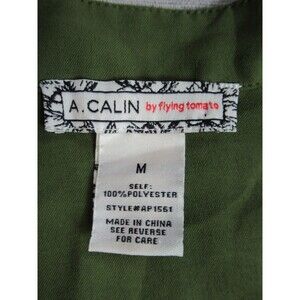 A.CALIN by flying tomato
M
SELF:
100%POLYESTER
STYLE#AP1561
MADE IN CHINA
SEE REVERSE
FOR CARE